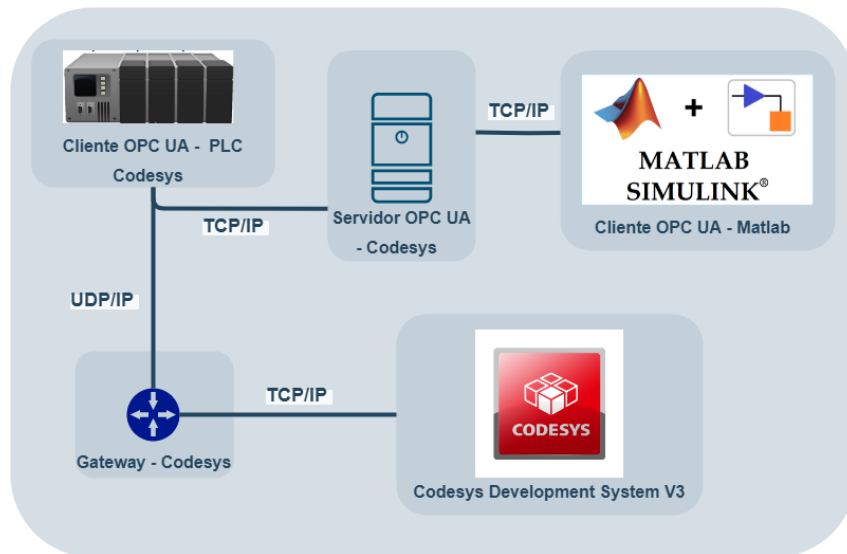 Cliente OPC UA - PLC
Codesys
TCP/IP
Servidor OPC UA
- Codesys
TCP/IP
+
MATLAB
SIMULINK®
Cliente OPC UA - Matlab
UDP/IP
Gateway - Codesys
TCP/IP
CODESYS
Codesys Development System V3